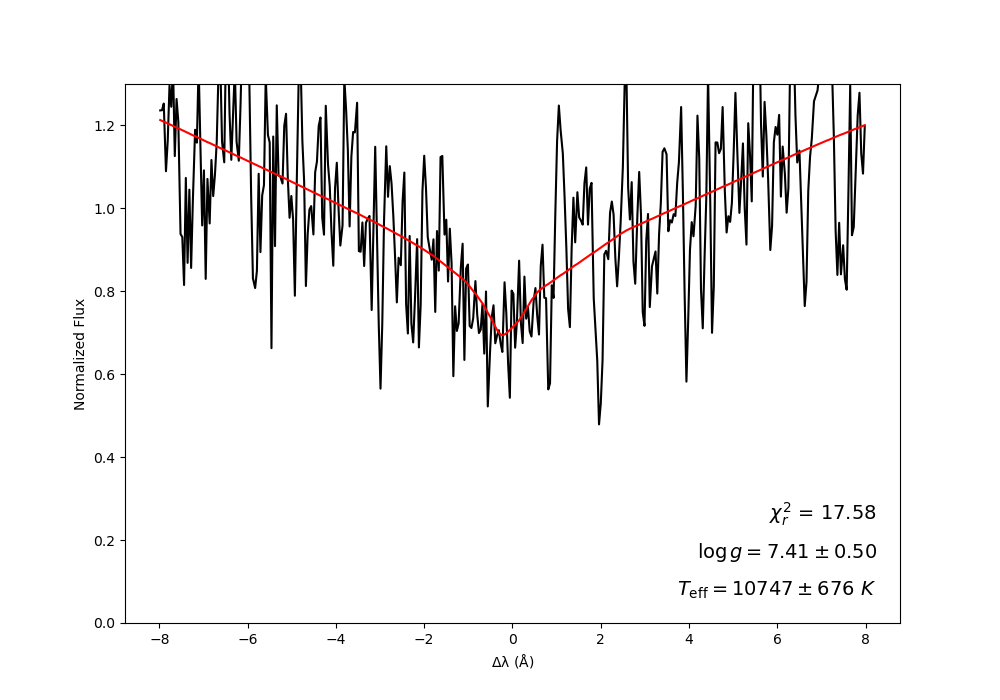 1.2
1.0
0.8
0.6
0.4
0.2
0.0
Normalized Flux
χ²ᵣ = 17.58
log g = 7.41 ± 0.50
T_eff = 10747 ± 676 K
−8 −6 −4 −2 0 2 4 6 8
Δλ (Å)